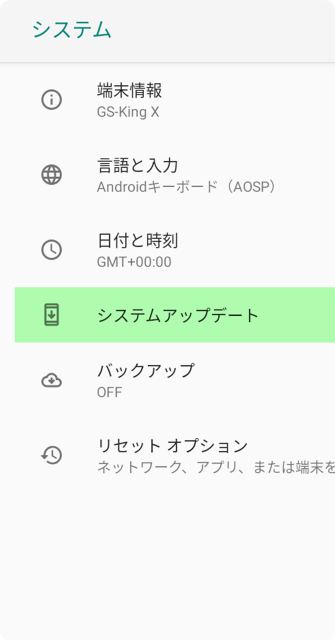 システム
端末情報
GS-King X
言語と入力
Androidキーボード（AOSP）
日付と時刻
GMT+00:00
システムアップデート
バックアップ
OFF
リセット オプション
ネットワーク、アプリ、または端末を